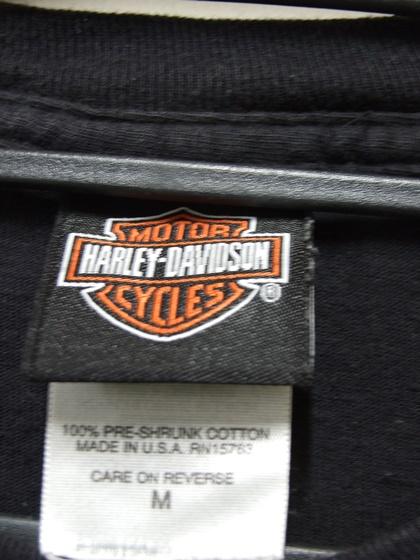 MOTOR
HARLEY-DAVIDSON
CYCLES
®
100% PRE-SHRUNK COTTON
MADE IN U.S.A. RN15763
CARE ON REVERSE
M